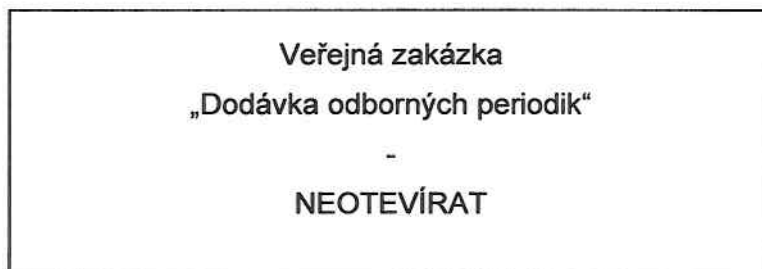 Veřejná zakázka
„Dodávka odborných periodik“
-
NEOTEVÍRAT